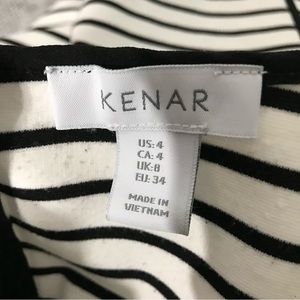 KENAR
US: 4
CA: 4
UK: 8
EU: 34
MADE IN
VIETNAM